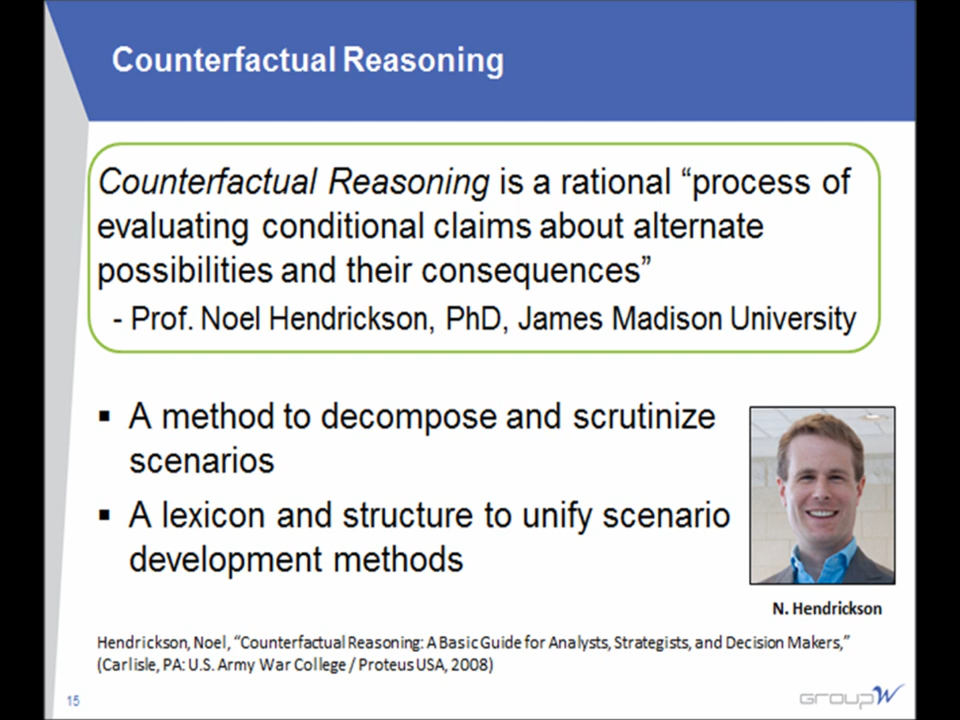 Counterfactual Reasoning
Counterfactual Reasoning is a rational “process of
evaluating conditional claims about alternate
possibilities and their consequences”
- Prof. Noel Hendrickson, PhD, James Madison University
▪ A method to decompose and scrutinize
scenarios
▪ A lexicon and structure to unify scenario
development methods
N. Hendrickson
Hendrickson, Noel, “Counterfactual Reasoning: A Basic Guide for Analysts, Strategists, and Decision Makers,”
(Carlisle, PA: U.S. Army War College / Proteus USA, 2008)
15
GroupW